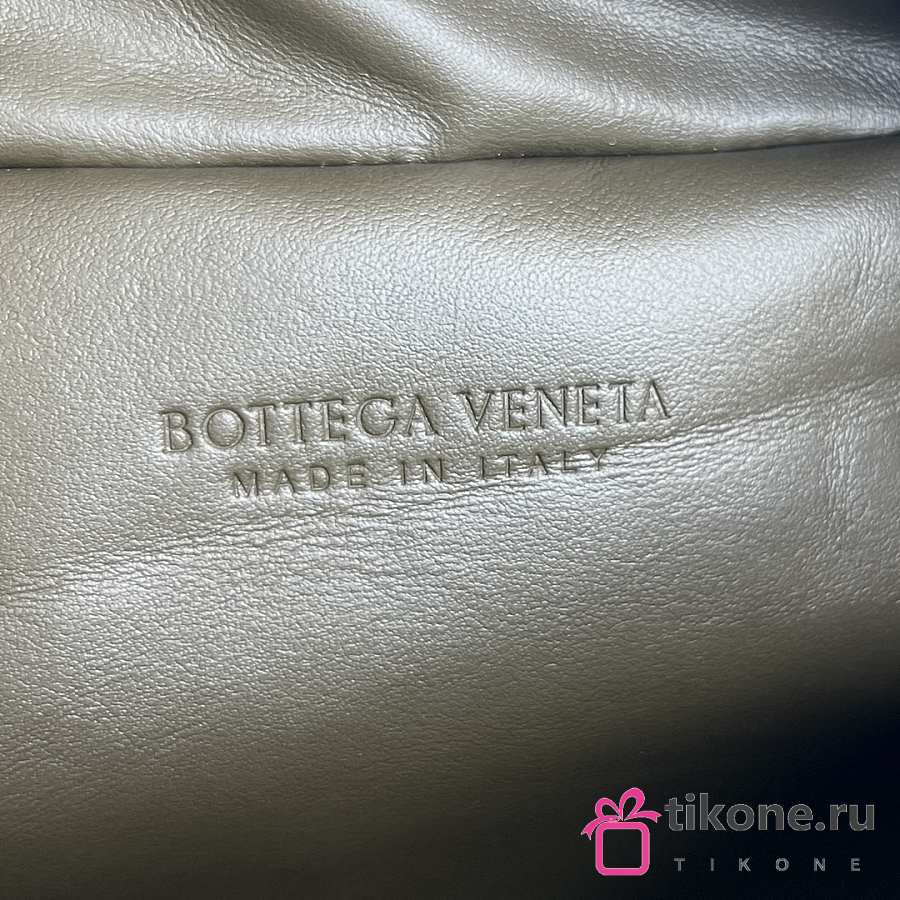 BOTTEGA VENETA
MADE IN ITALY
tikone.ru
TIKONE